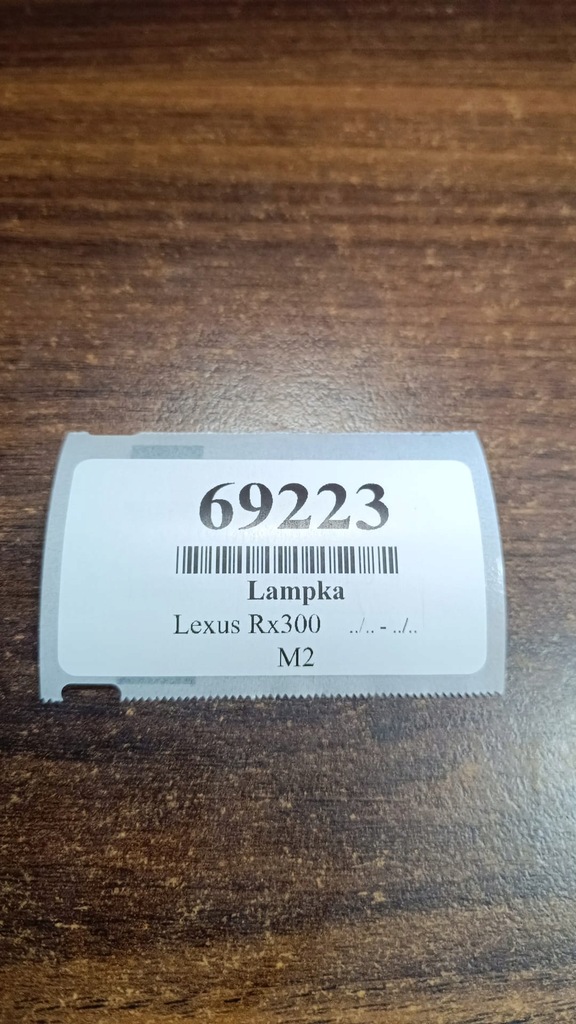 69223
Lampka
Lexus Rx300 ../.. - ../..
M2